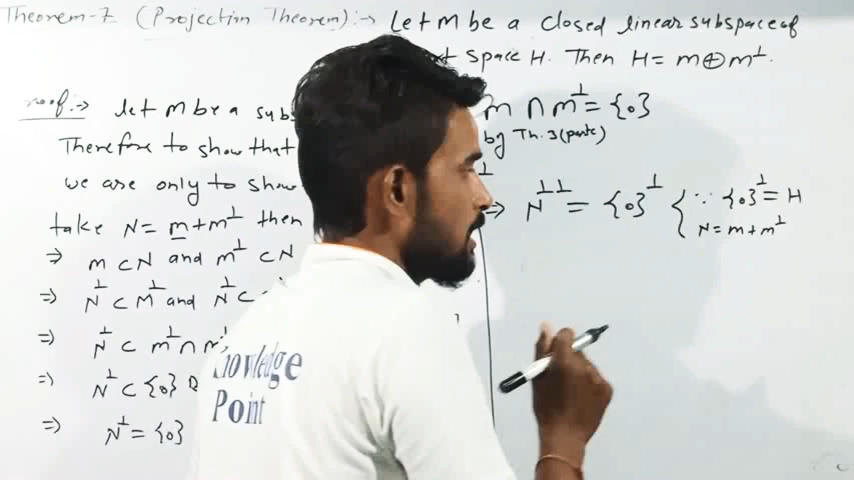 Theorem-7 (Projection Theorem):→ Let M be a closed linear subspace of
space H. Then H = M⊕M⊥.
Proof:→ Let M be a subs
Therefore to show that
we are only to show
take N = M+M⊥ then
⇒ M⊂N and M⊥⊂N
⇒ N⊥⊂M⊥ and N⊥⊂
⇒ N⊥⊂ M⊥∩M⊥
⇒ N⊥⊂{0}
⇒ N⊥={0}
M∩M⊥={0}
by Th.3(part)
⇒ N⊥⊥ = {0}⊥ { ∵ {0}⊥=H
N=M+M⊥
Knowledge
Point